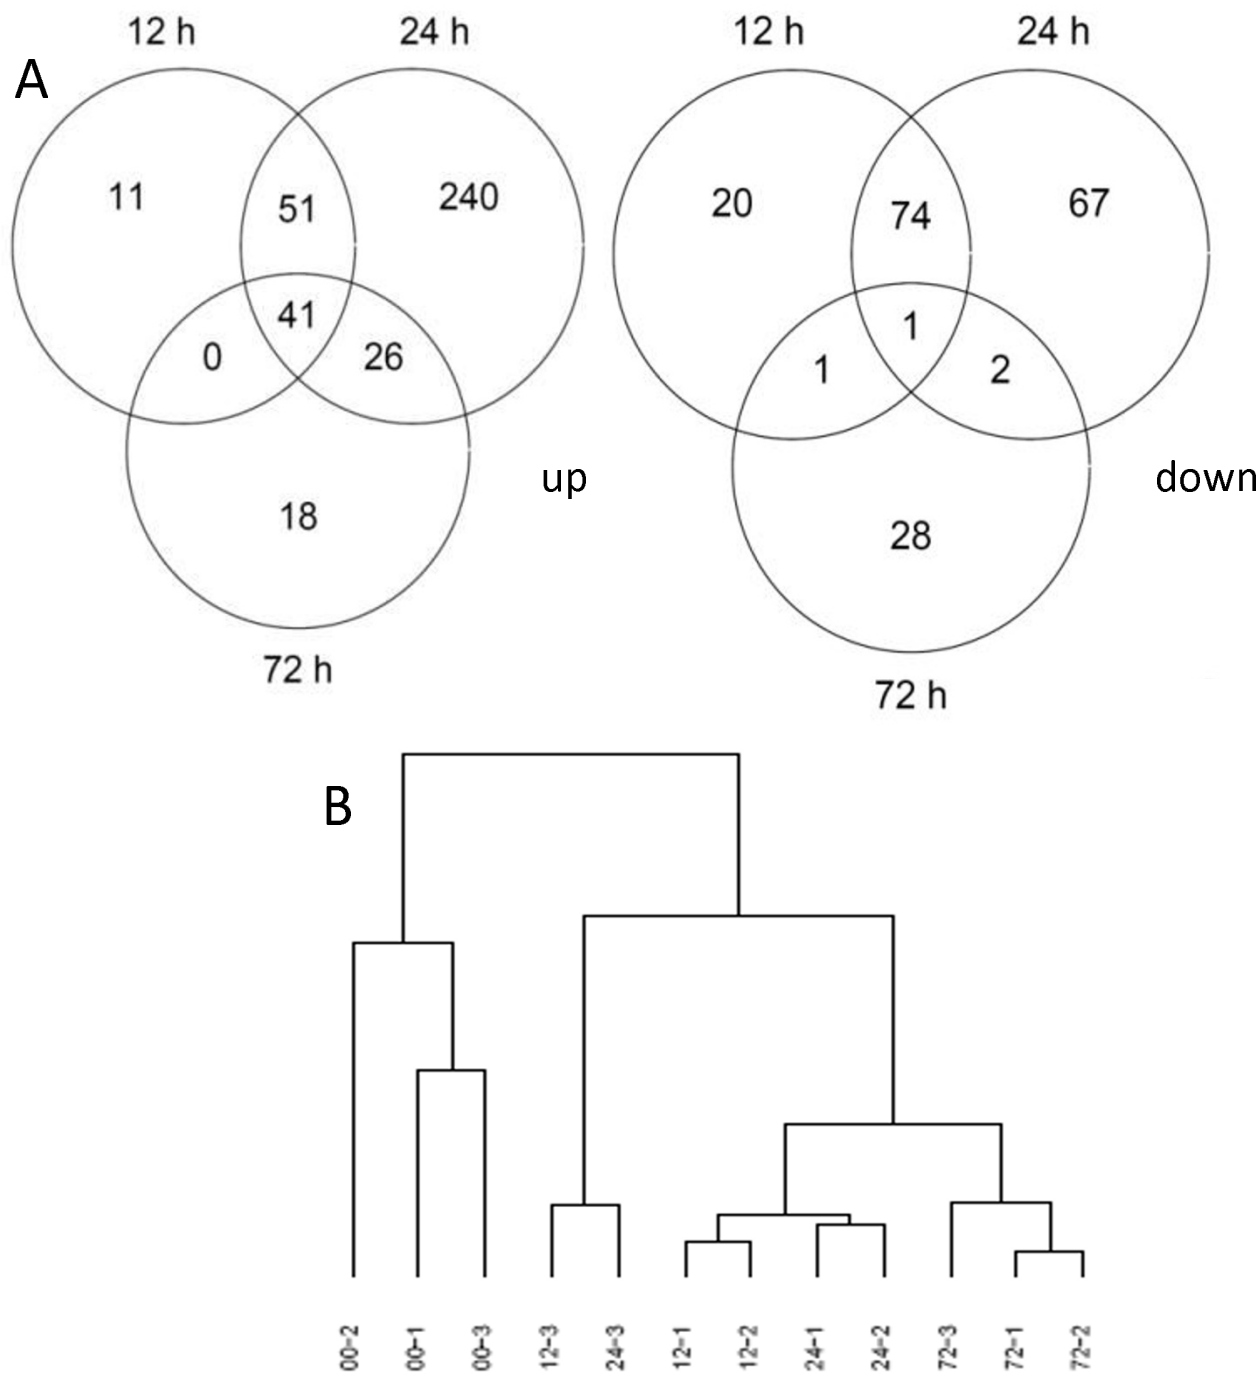 12 h 24 h 12 h 24 h
A
11 51 240 20 74 67
41 1
0 26 1 2
up down
18 28
72 h 72 h
B
00-2 00-1 00-3 12-3 24-3 12-1 12-2 24-1 24-2 72-3 72-1 72-2